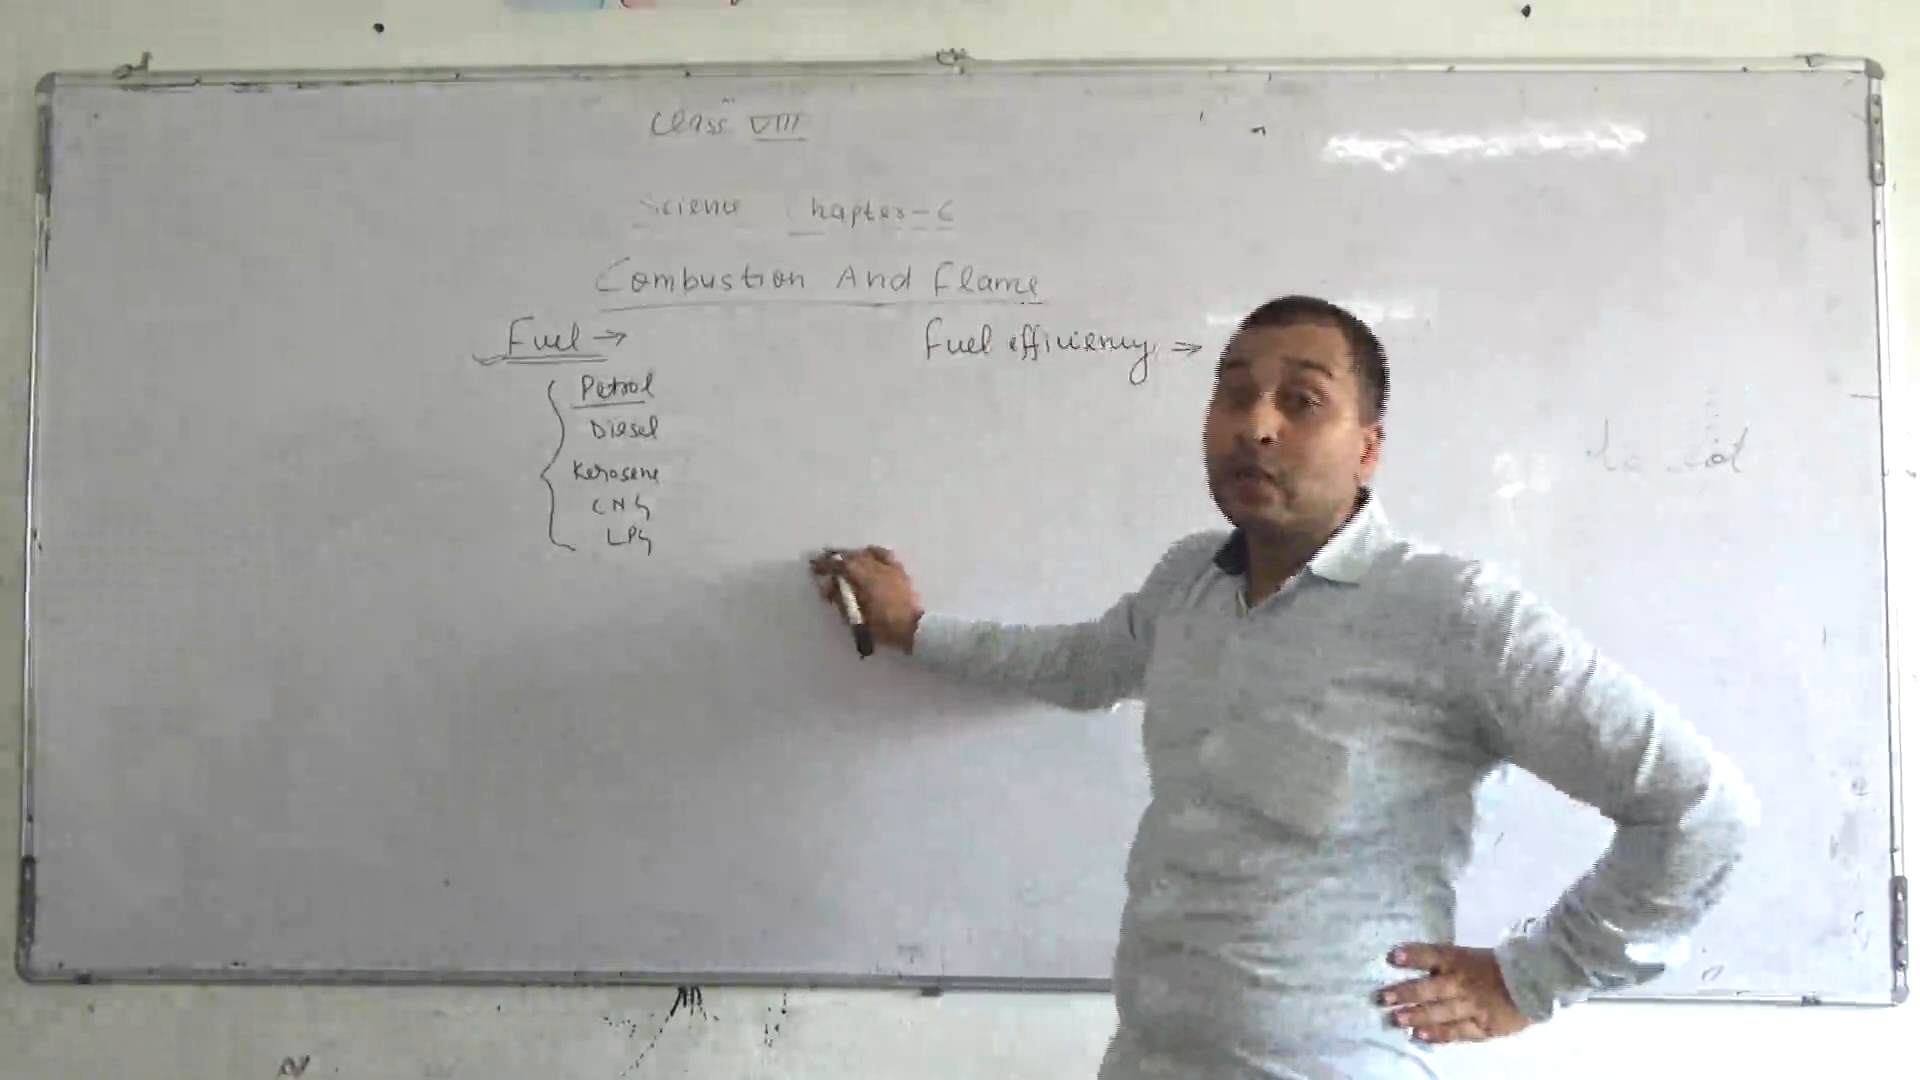 Class VIII
Science Chapter-6
Combustion And Flame
Fuel →
Petrol
Diesel
Kerosene
CNG
LPG
Fuel efficiency →